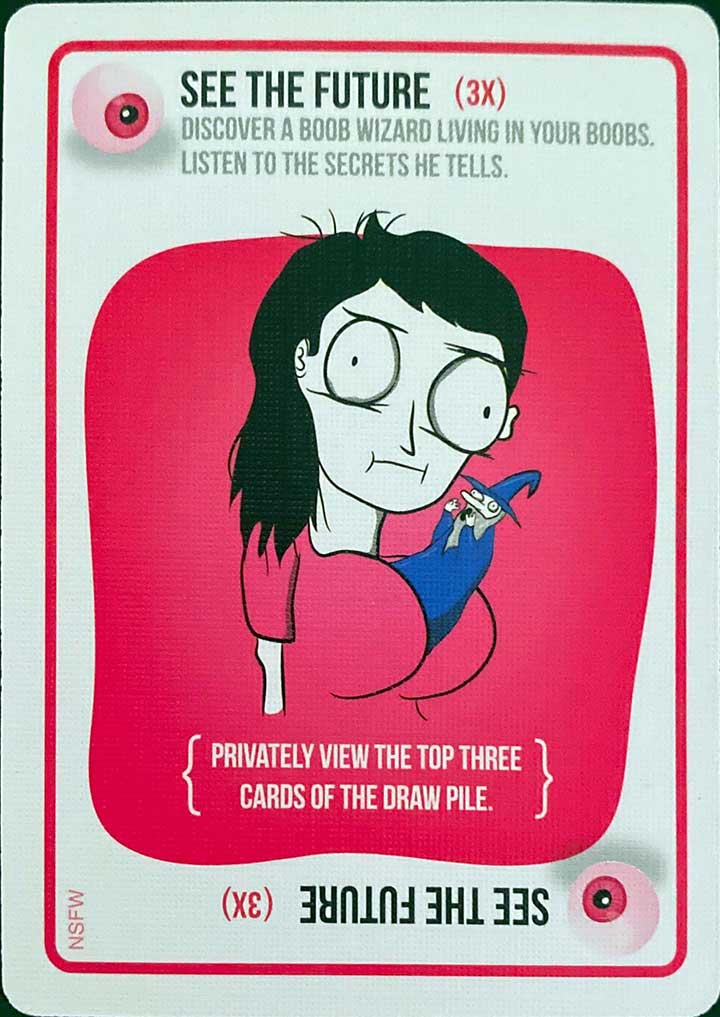 SEE THE FUTURE (3X)
DISCOVER A BOOB WIZARD LIVING IN YOUR BOOBS.
LISTEN TO THE SECRETS HE TELLS.
{ PRIVATELY VIEW THE TOP THREE
CARDS OF THE DRAW PILE. }
SEE THE FUTURE (3X)
NSFW